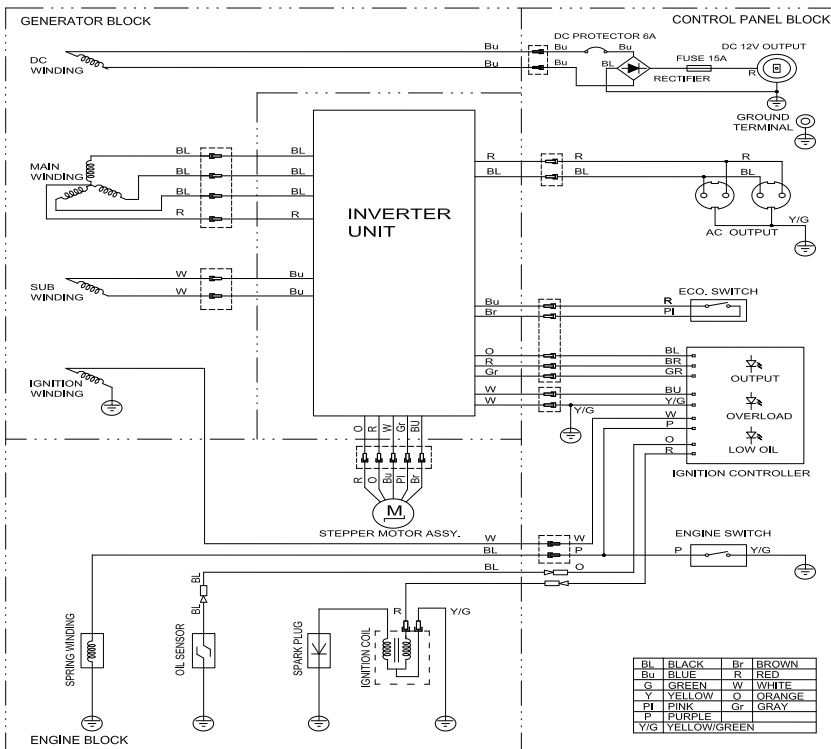 GENERATOR BLOCK
CONTROL PANEL BLOCK
DC PROTECTOR 6A
DC 12V OUTPUT
Bu Bu Bu
FUSE 15A
DC
WINDING
Bu Bu BL
R
RECTIFIER
GROUND
TERMINAL
MAIN
WINDING
BL BL
BL BL
BL BL
R R
INVERTER
UNIT
R R R
BL BL BL
Y/G
AC OUTPUT
SUB
WINDING
W Bu
W Bu
Bu R
Br PI
ECO. SWITCH
IGNITION
WINDING
O BL
R BR
Gr GR
W BU
W Y/G
Y/G
W
P
O
R
OUTPUT
OVERLOAD
LOW OIL
IGNITION CONTROLLER
O R W Gr BU
R O Bu PI Br
M
STEPPER MOTOR ASSY.
W W
BL P
BL O
ENGINE SWITCH
P Y/G
BL
BL
R Y/G
SPRING WINDING
OIL SENSOR
SPARK PLUG
IGNITION COIL
BL BLACK Br BROWN
Bu BLUE R RED
G GREEN W WHITE
Y YELLOW O ORANGE
PI PINK Gr GRAY
P PURPLE
Y/G YELLOW/GREEN
ENGINE BLOCK